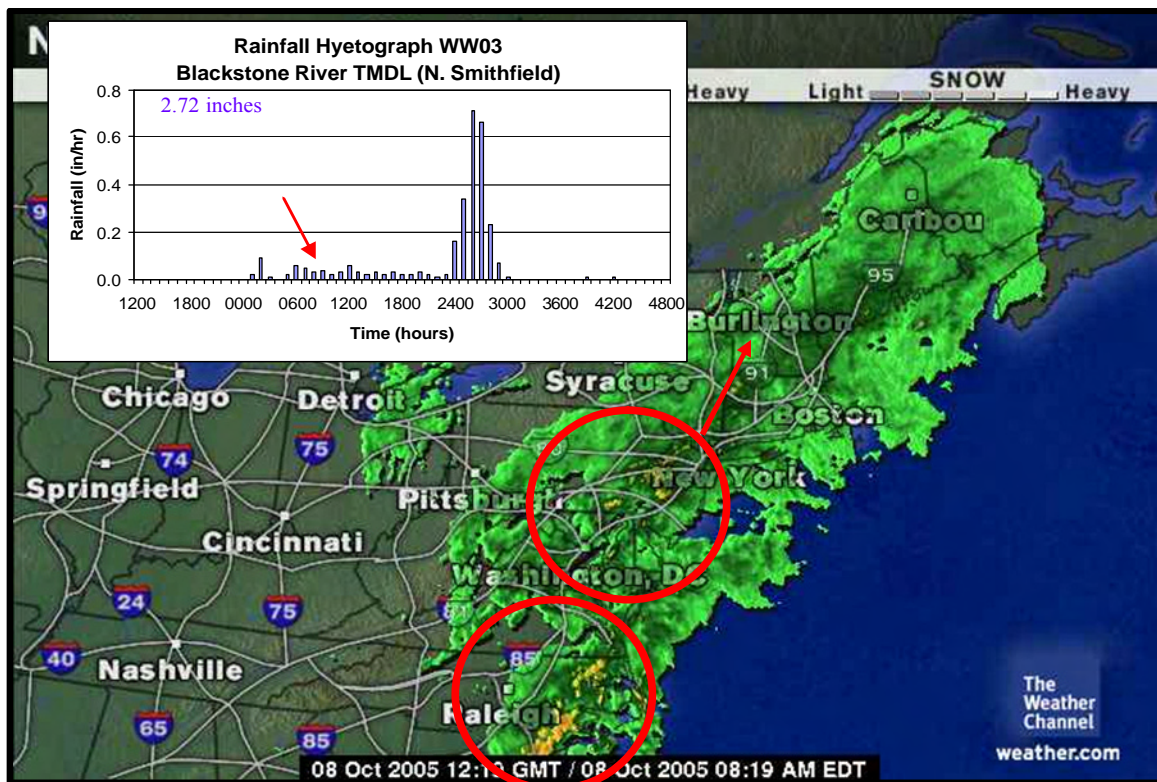 N
Rainfall Hyetograph WW03
Blackstone River TMDL (N. Smithfield)
2.72 inches
Rainfall (in/hr)
0.8
0.6
0.4
0.2
0.0
1200 1800 0000 0600 1200 1800 2400 3000 3600 4200 4800
Time (hours)
Heavy
SNOW
Light Heavy
Caribou
95
Burlington
91
Syracuse
Boston
Chicago
Detroit
75
74
Springfield
Pittsburgh
New York
Cincinnati
Washington, DC
24
75
81
40
Nashville
85
Raleigh
65
85
The
Weather
Channel
weather.com
08 Oct 2005 12:19 GMT / 08 Oct 2005 08:19 AM EDT